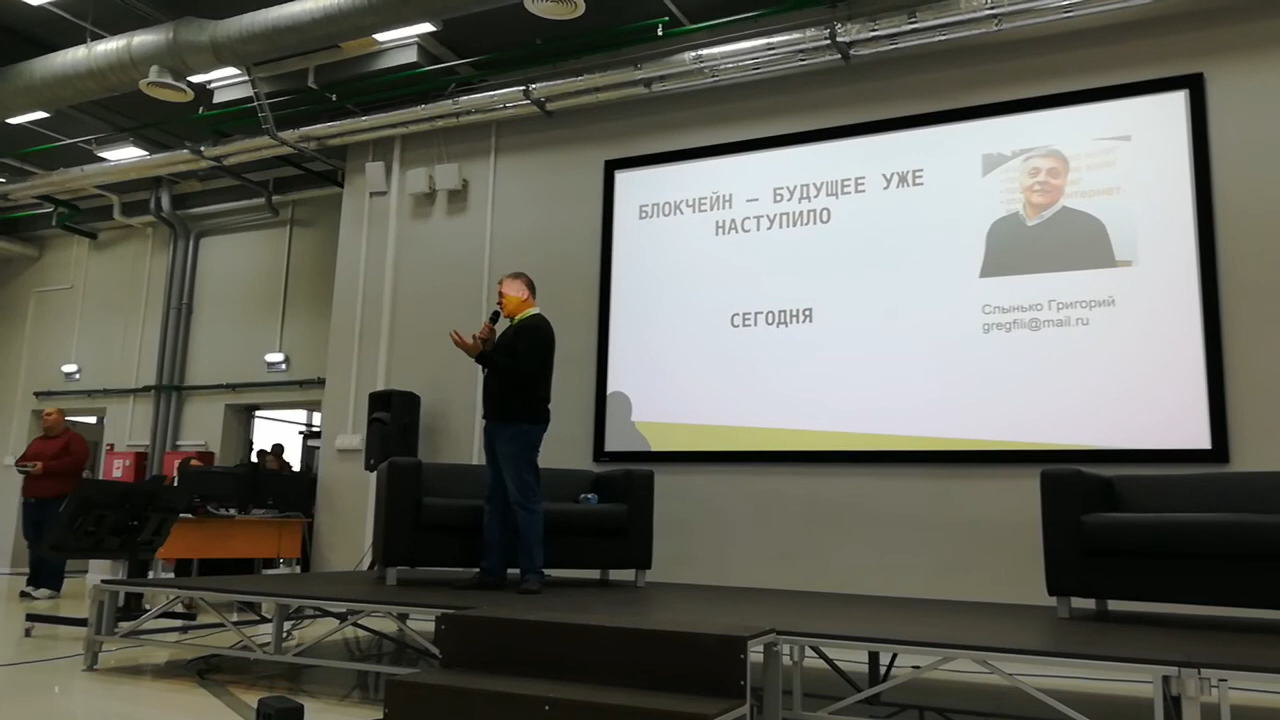 БЛОКЧЕЙН – БУДУЩЕЕ УЖЕ
НАСТУПИЛО
СЕГОДНЯ
Слынько Григорий
gregfili@mail.ru